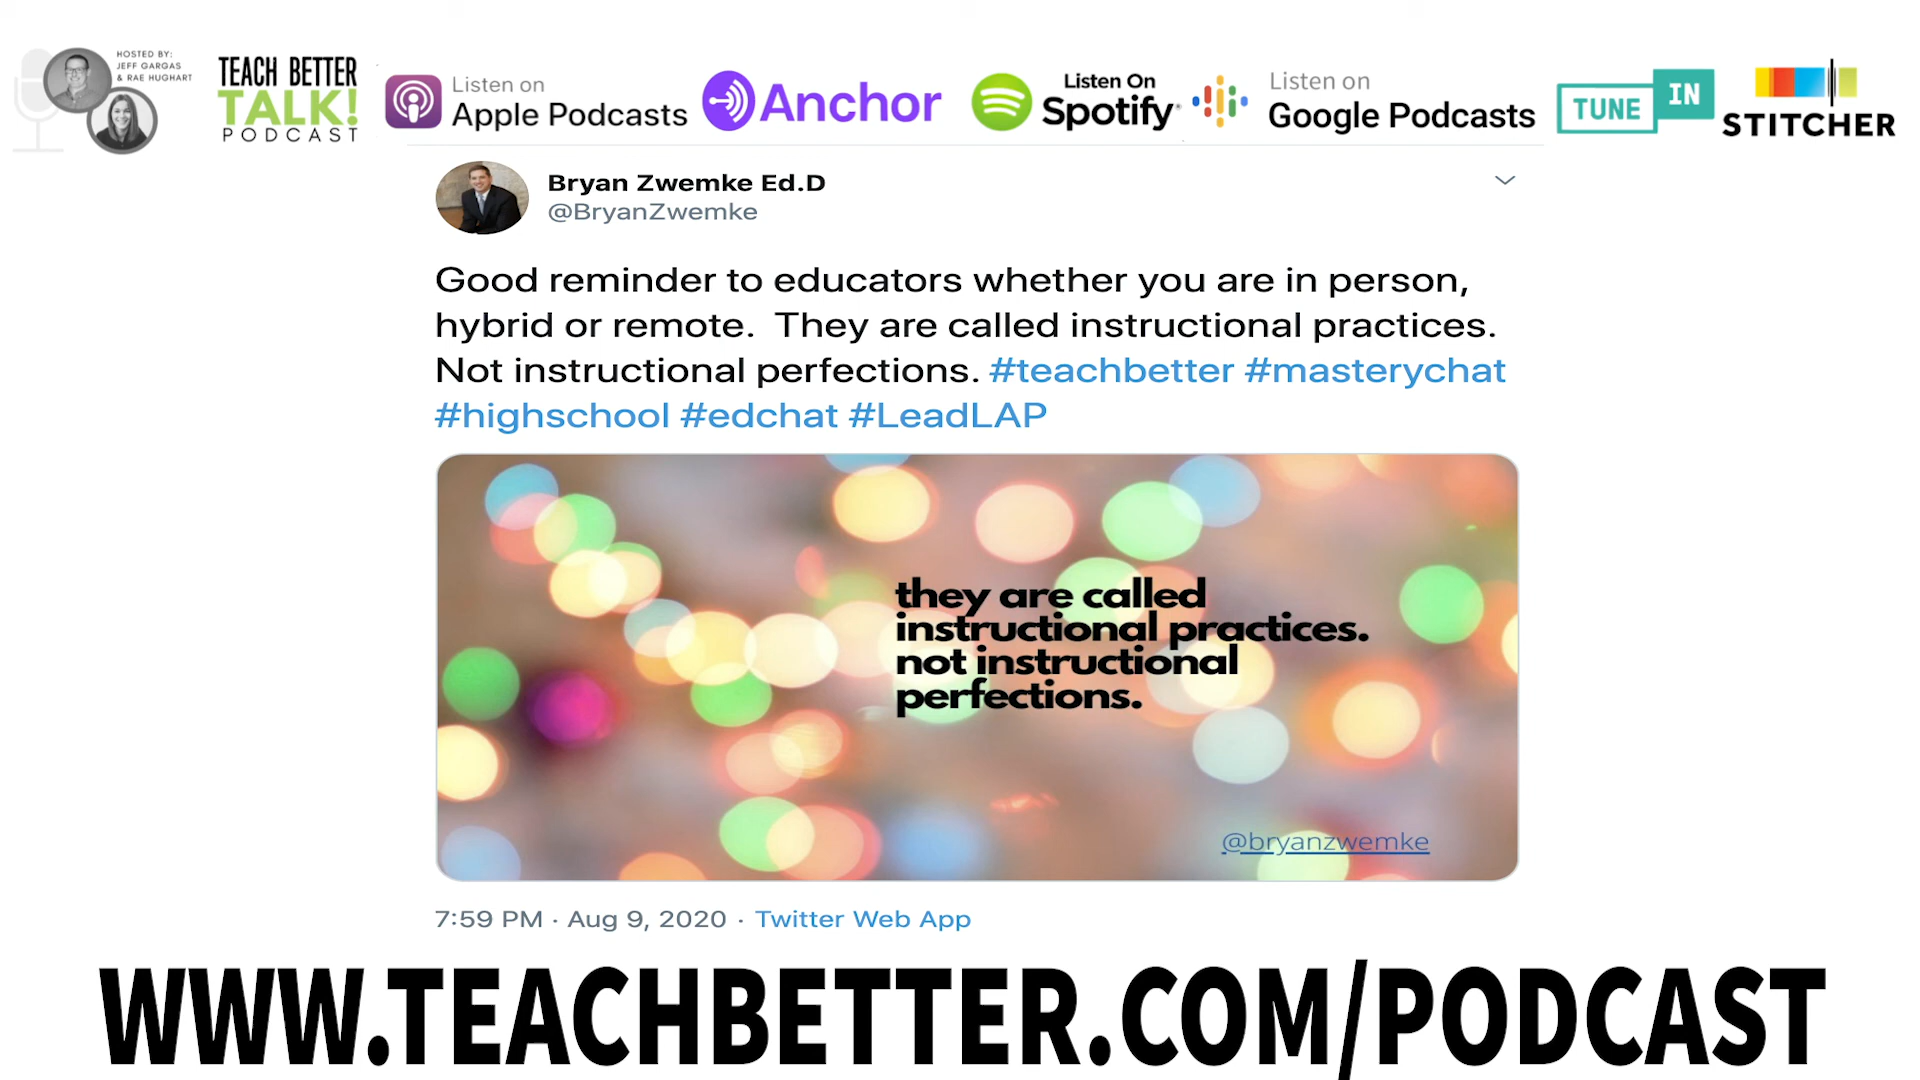 HOSTED BY:
JEFF GARGAS
& RAE HUGHART
TEACH BETTER
TALK!
PODCAST
Listen on
Apple Podcasts
Anchor
Listen On
Spotify
Listen on
Google Podcasts
TUNE IN
STITCHER
Bryan Zwemke Ed.D
@BryanZwemke
Good reminder to educators whether you are in person,
hybrid or remote.  They are called instructional practices.
Not instructional perfections. #teachbetter #masterychat
#highschool #edchat #LeadLAP
they are called
instructional practices.
not instructional
perfections.
@bryanzwemke
7:59 PM · Aug 9, 2020 · Twitter Web App
WWW.TEACHBETTER.COM/PODCAST